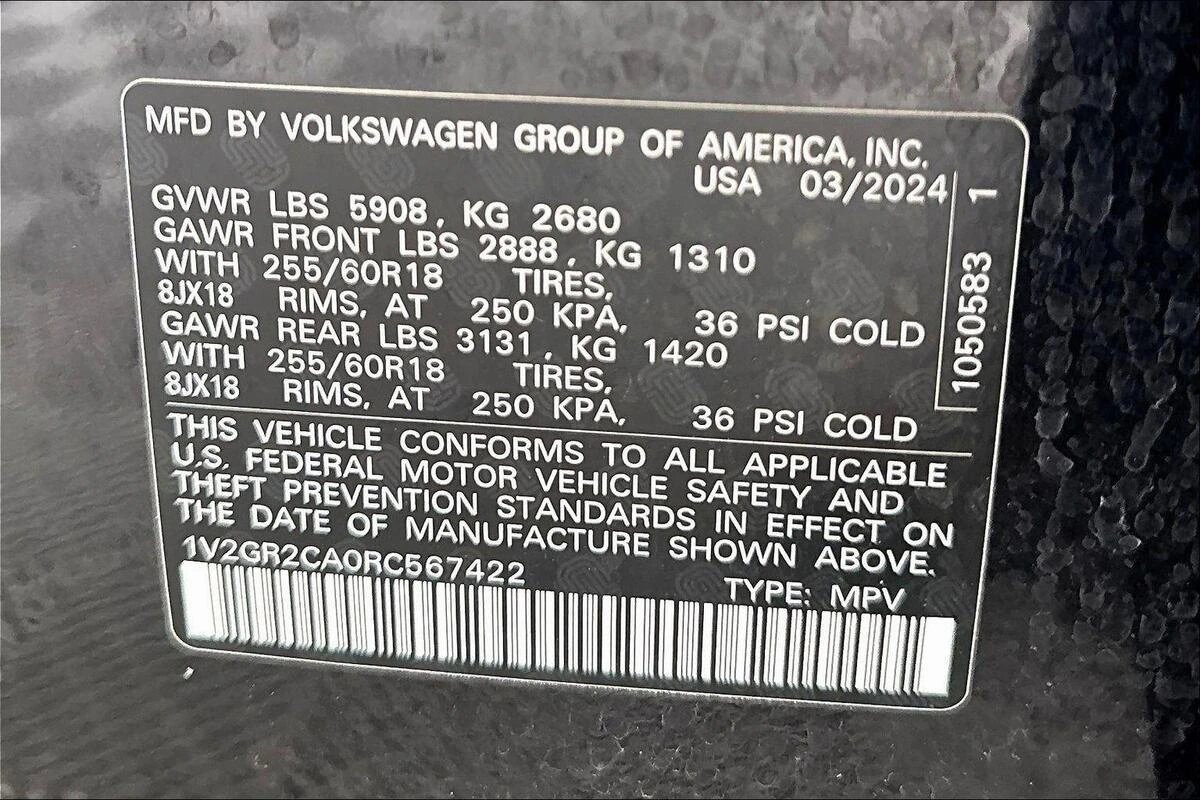 MFD BY VOLKSWAGEN GROUP OF AMERICA, INC.
USA 03/2024
GVWR LBS 5908, KG 2680
GAWR FRONT LBS 2888, KG 1310
WITH 255/60R18 TIRES,
8JX18 RIMS, AT 250 KPA, 36 PSI COLD
GAWR REAR LBS 3131, KG 1420
WITH 255/60R18 TIRES,
8JX18 RIMS, AT 250 KPA, 36 PSI COLD
THIS VEHICLE CONFORMS TO ALL APPLICABLE
U.S. FEDERAL MOTOR VEHICLE SAFETY AND
THEFT PREVENTION STANDARDS IN EFFECT ON
THE DATE OF MANUFACTURE SHOWN ABOVE.
1V2GR2CA0RC567422
TYPE: MPV
1050583 1